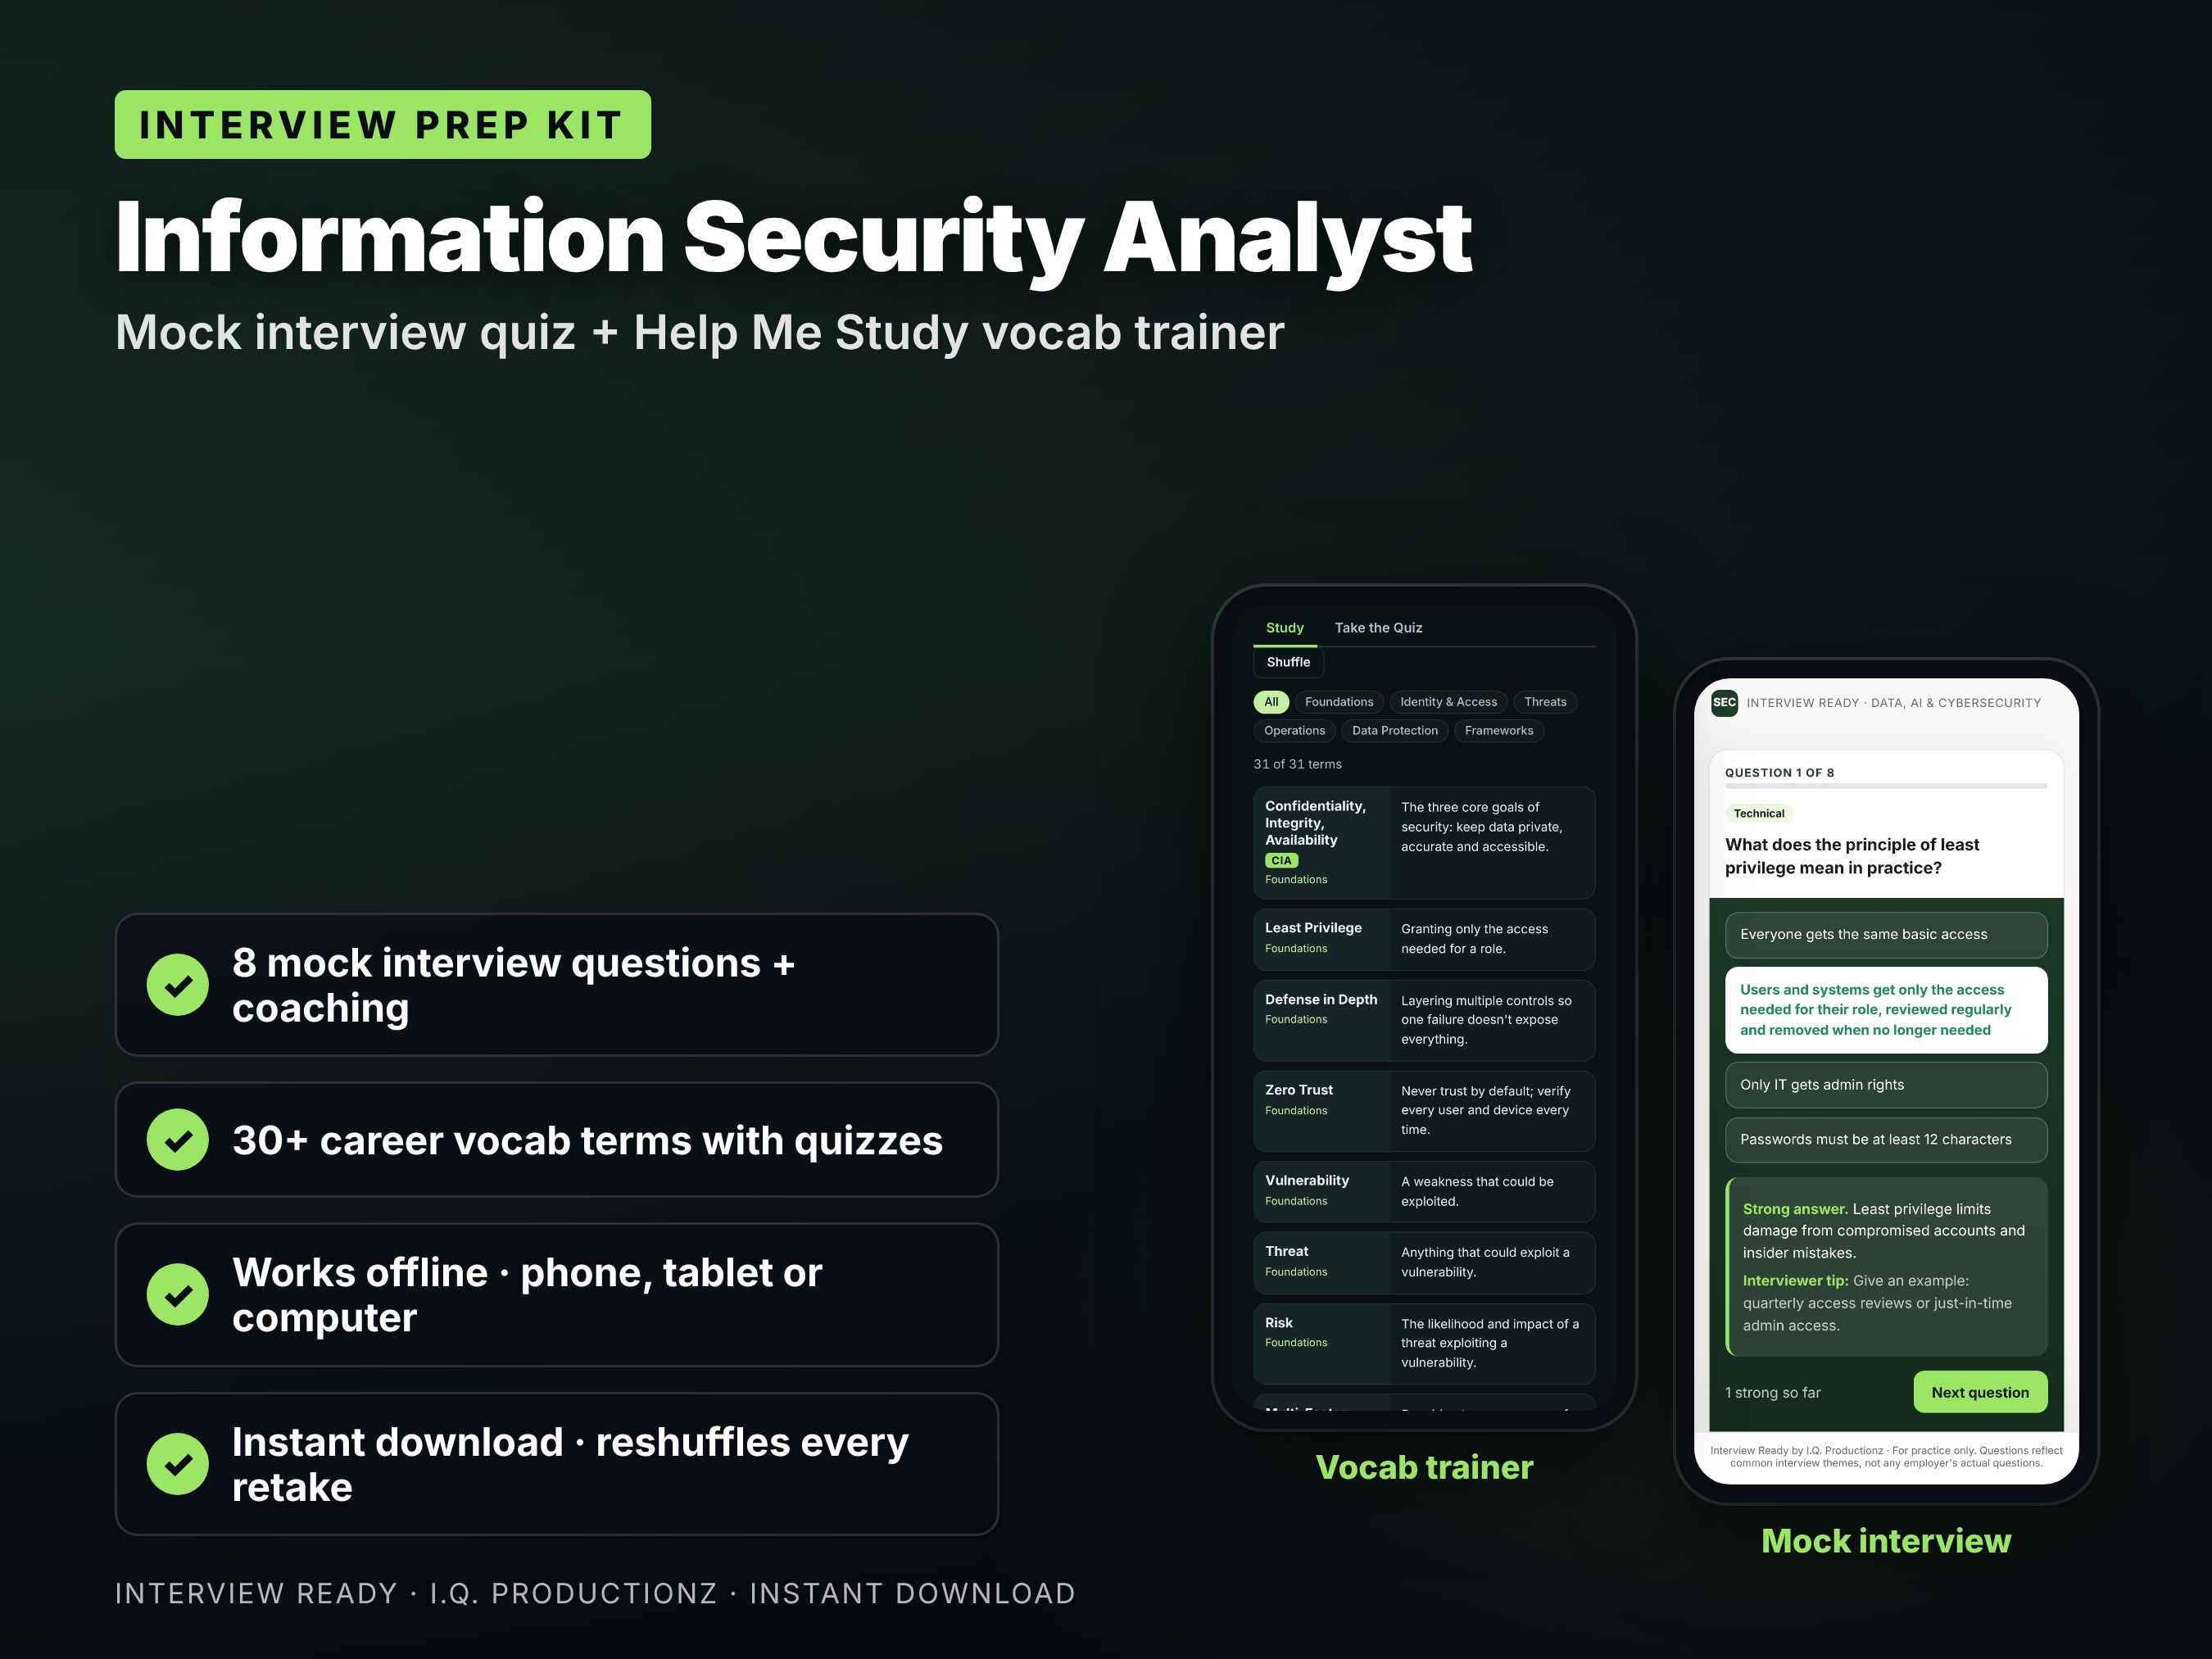 INTERVIEW PREP KIT
Information Security Analyst
Mock interview quiz + Help Me Study vocab trainer
8 mock interview questions +
coaching
30+ career vocab terms with quizzes
Works offline · phone, tablet or
computer
Instant download · reshuffles every
retake
INTERVIEW READY · I.Q. PRODUCTIONZ · INSTANT DOWNLOAD
Study Take the Quiz
Shuffle
All Foundations Identity & Access Threats
Operations Data Protection Frameworks
31 of 31 terms
Confidentiality,
Integrity,
Availability
CIA
Foundations
The three core goals of
security: keep data private,
accurate and accessible.
Least Privilege
Foundations
Granting only the access
needed for a role.
Defense in Depth
Foundations
Layering multiple controls so
one failure doesn't expose
everything.
Zero Trust
Foundations
Never trust by default; verify
every user and device every
time.
Vulnerability
Foundations
A weakness that could be
exploited.
Threat
Foundations
Anything that could exploit a
vulnerability.
Risk
Foundations
The likelihood and impact of a
threat exploiting a
vulnerability.
Vocab trainer
SEC INTERVIEW READY · DATA, AI & CYBERSECURITY
QUESTION 1 OF 8
Technical
What does the principle of least
privilege mean in practice?
Everyone gets the same basic access
Users and systems get only the access
needed for their role, reviewed regularly
and removed when no longer needed
Only IT gets admin rights
Passwords must be at least 12 characters
Strong answer. Least privilege limits
damage from compromised accounts and
insider mistakes.
Interviewer tip: Give an example:
quarterly access reviews or just-in-time
admin access.
1 strong so far
Next question
Interview Ready by I.Q. Productionz · For practice only. Questions reflect
common interview themes, not any employer's actual questions.
Mock interview